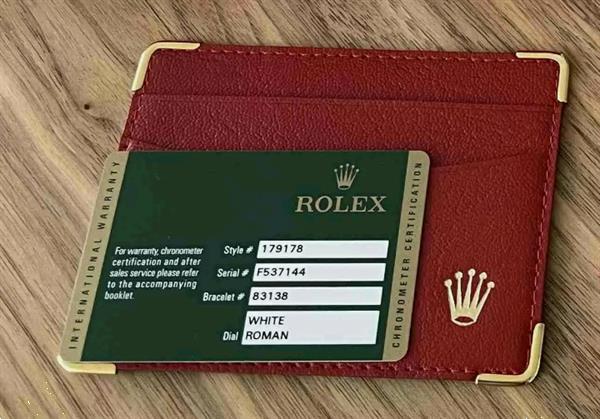 INTERNATIONAL WARRANTY
ROLEX
For warranty, chronometer
certification and after
sales service please refer
to the accompanying
booklet.
Style # 179178
Serial # F537144
Bracelet # 83138
WHITE
Dial ROMAN
CHRONOMETER CERTIFICATION